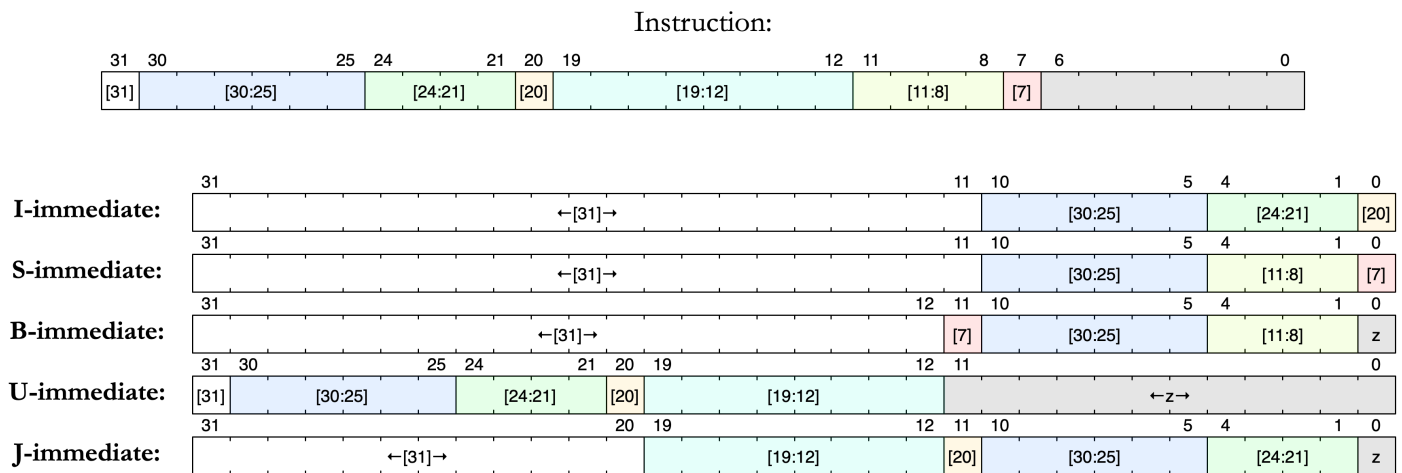 Instruction:
31 30 25 24 21 20 19 12 11 8 7 6 0
[31] [30:25] [24:21] [20] [19:12] [11:8] [7]
31 11 10 5 4 1 0
I-immediate: ←[31]→ [30:25] [24:21] [20]
31 11 10 5 4 1 0
S-immediate: ←[31]→ [30:25] [11:8] [7]
31 12 11 10 5 4 1 0
B-immediate: ←[31]→ [7] [30:25] [11:8] z
31 30 25 24 21 20 19 12 11 0
U-immediate: [31] [30:25] [24:21] [20] [19:12] ←z→
31 20 19 12 11 10 5 4 1 0
J-immediate: ←[31]→ [19:12] [20] [30:25] [24:21] z